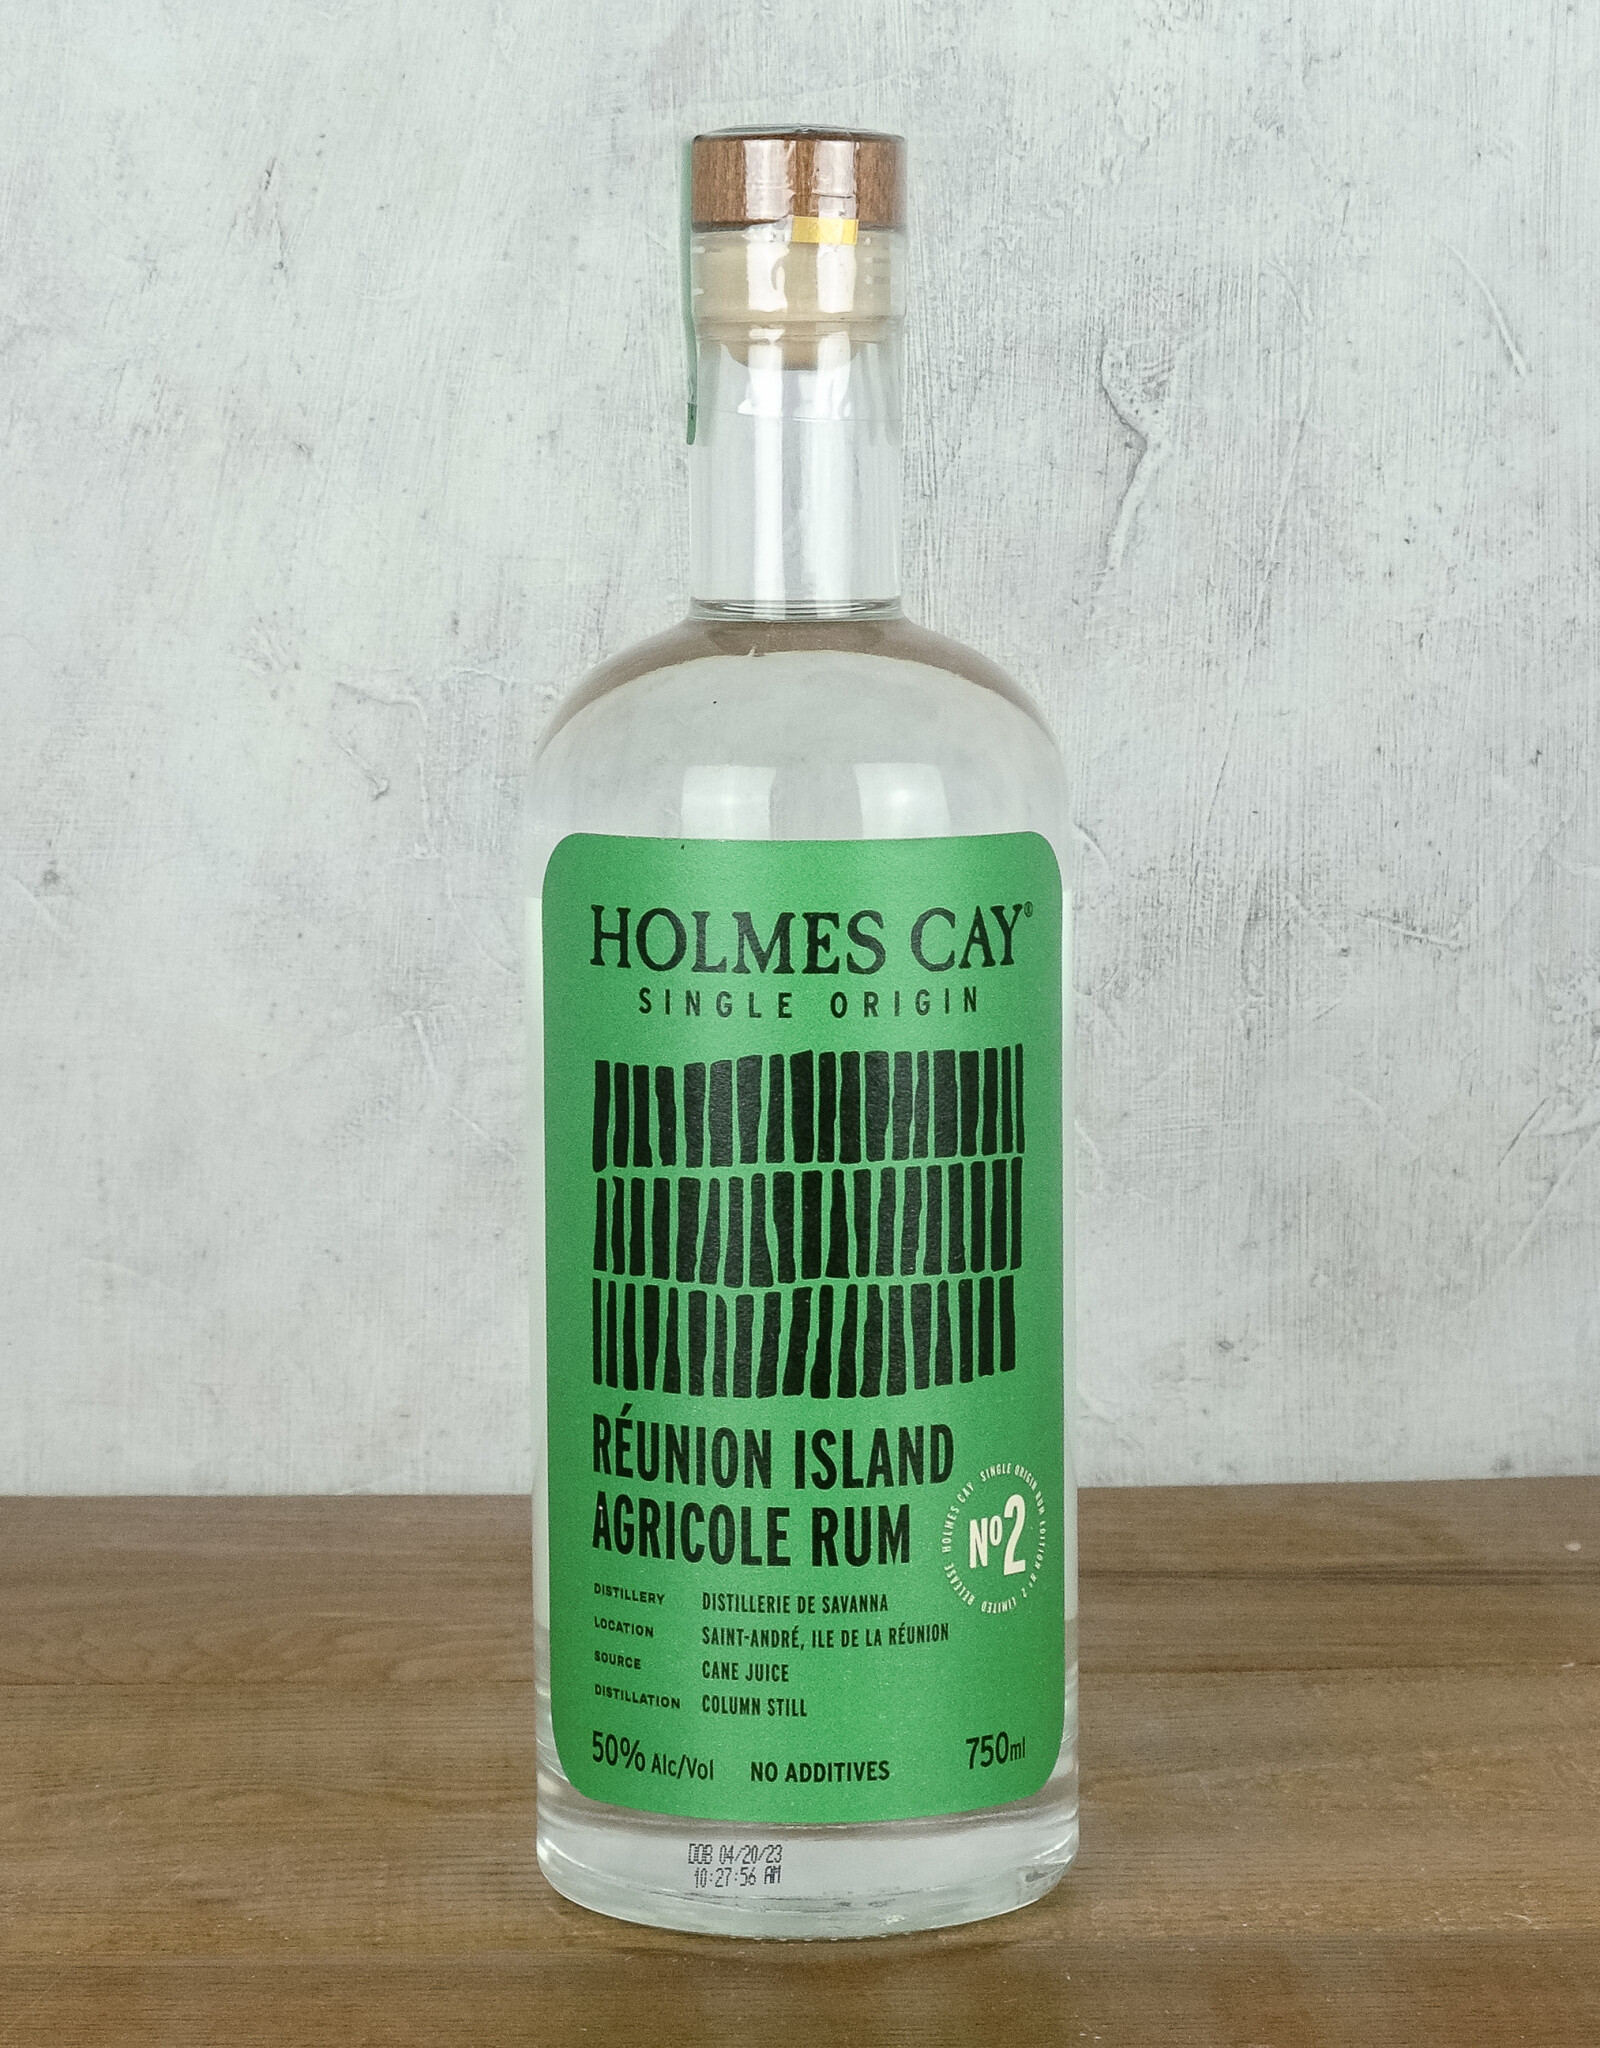 HOLMES CAY®
SINGLE ORIGIN
RÉUNION ISLAND
AGRICOLE RUM
HOLMES CAY SINGLE ORIGIN RUM EDITION Nº 2 LIMITED RELEASE
Nº2
DISTILLERY DISTILLERIE DE SAVANNA
LOCATION SAINT-ANDRÉ, ILE DE LA RÉUNION
SOURCE CANE JUICE
DISTILLATION COLUMN STILL
50% Alc/Vol NO ADDITIVES 750ml
DOB 04/20/23
10:27:56 AM